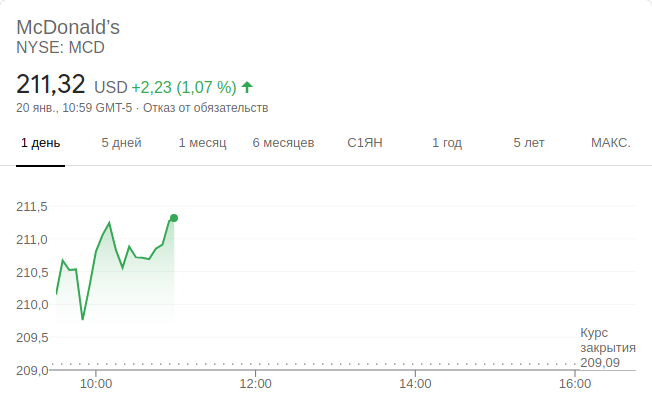 McDonald’s
NYSE: MCD
211,32 USD +2,23 (1,07 %)
20 янв., 10:59 GMT-5 · Отказ от обязательств
1 день 5 дней 1 месяц 6 месяцев С1ЯН 1 год 5 лет МАКС.
211,5
211,0
210,5
210,0
209,5
209,0
Курс
закрытия
209,09
10:00 12:00 14:00 16:00